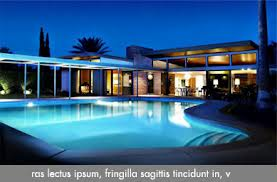 ras lectus ipsum, fringilla sagittis tincidunt in, v